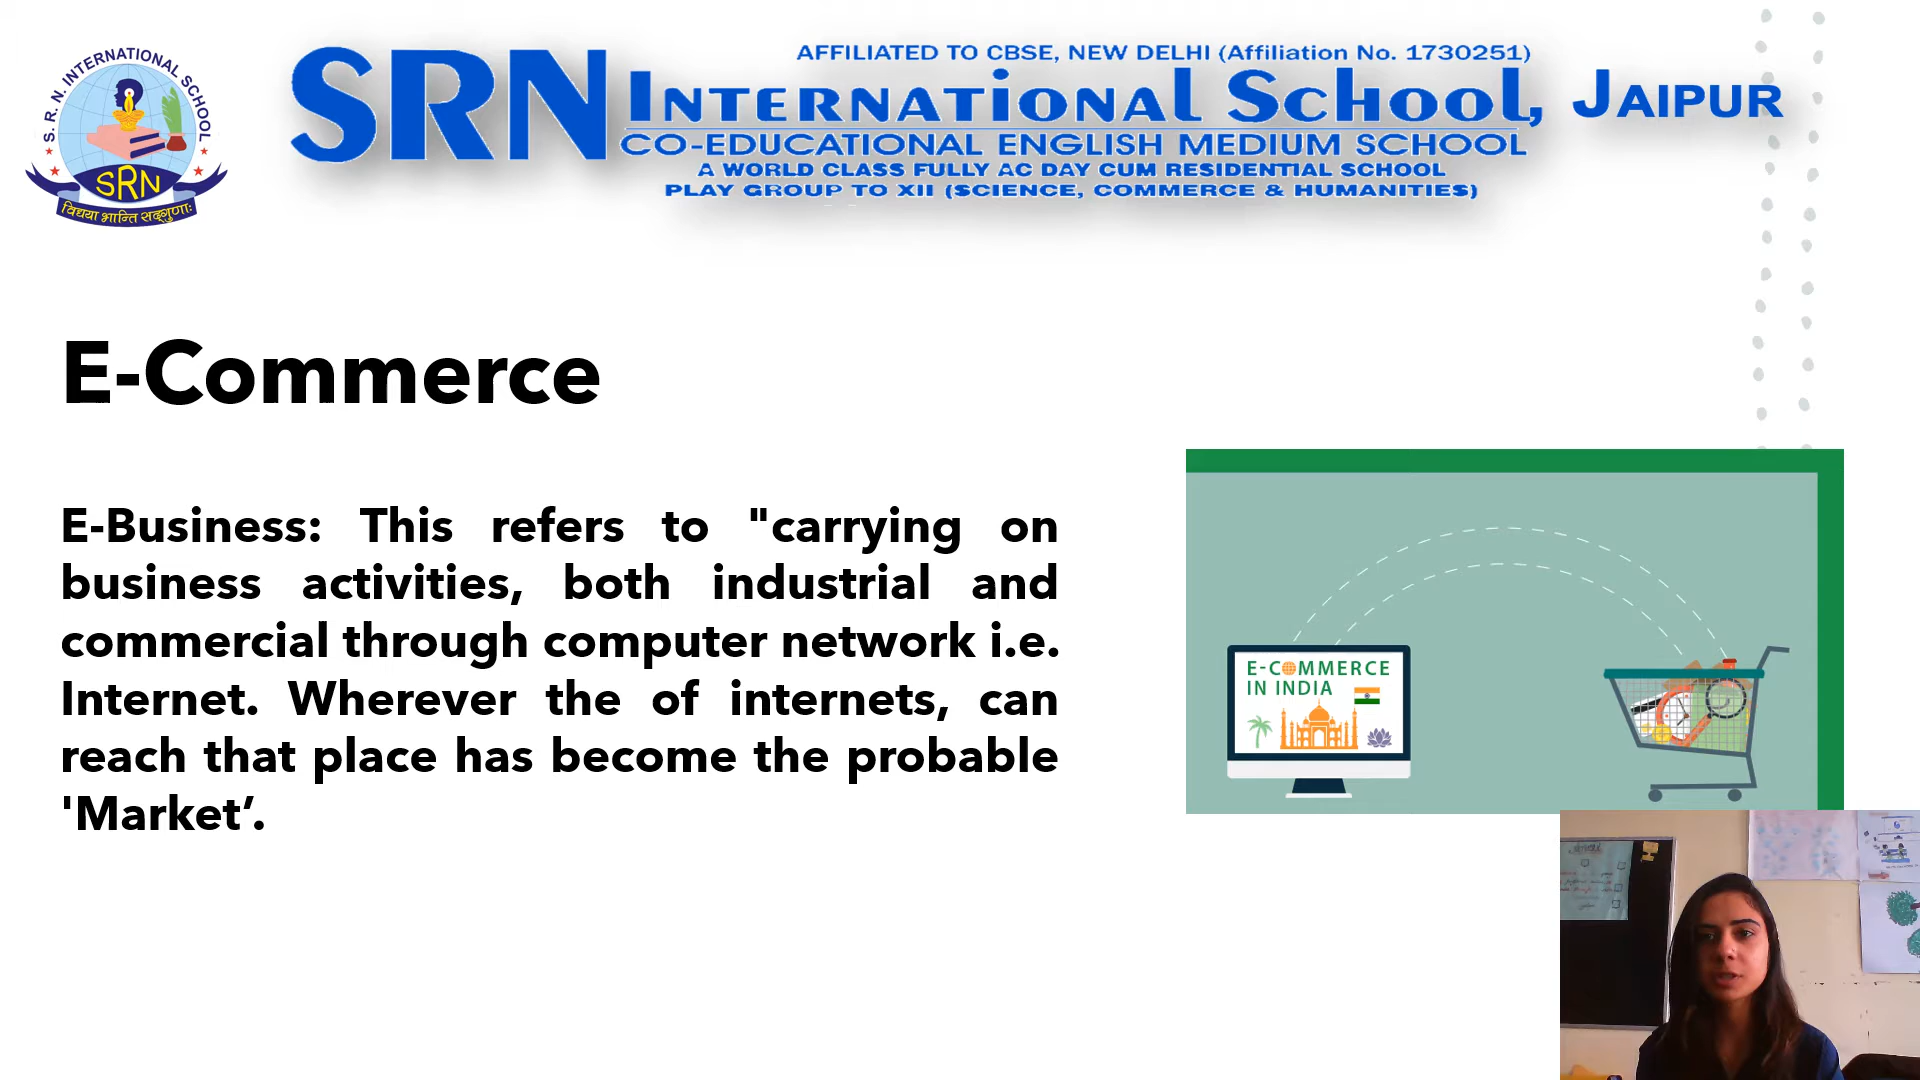 S. R. N. INTERNATIONAL SCHOOL
SRN
विद्यया भान्ति सद्गुणाः
AFFILIATED TO CBSE, NEW DELHI (Affiliation No. 1730251)
SRN INTERNATIONAL SCHOOL, JAIPUR
CO-EDUCATIONAL ENGLISH MEDIUM SCHOOL
A WORLD CLASS FULLY AC DAY CUM RESIDENTIAL SCHOOL
PLAY GROUP TO XII (SCIENCE, COMMERCE & HUMANITIES)
E-Commerce
E-Business: This refers to "carrying on
business activities, both industrial and
commercial through computer network i.e.
Internet. Wherever the of internets, can
reach that place has become the probable
'Market’.
E-COMMERCE
IN INDIA